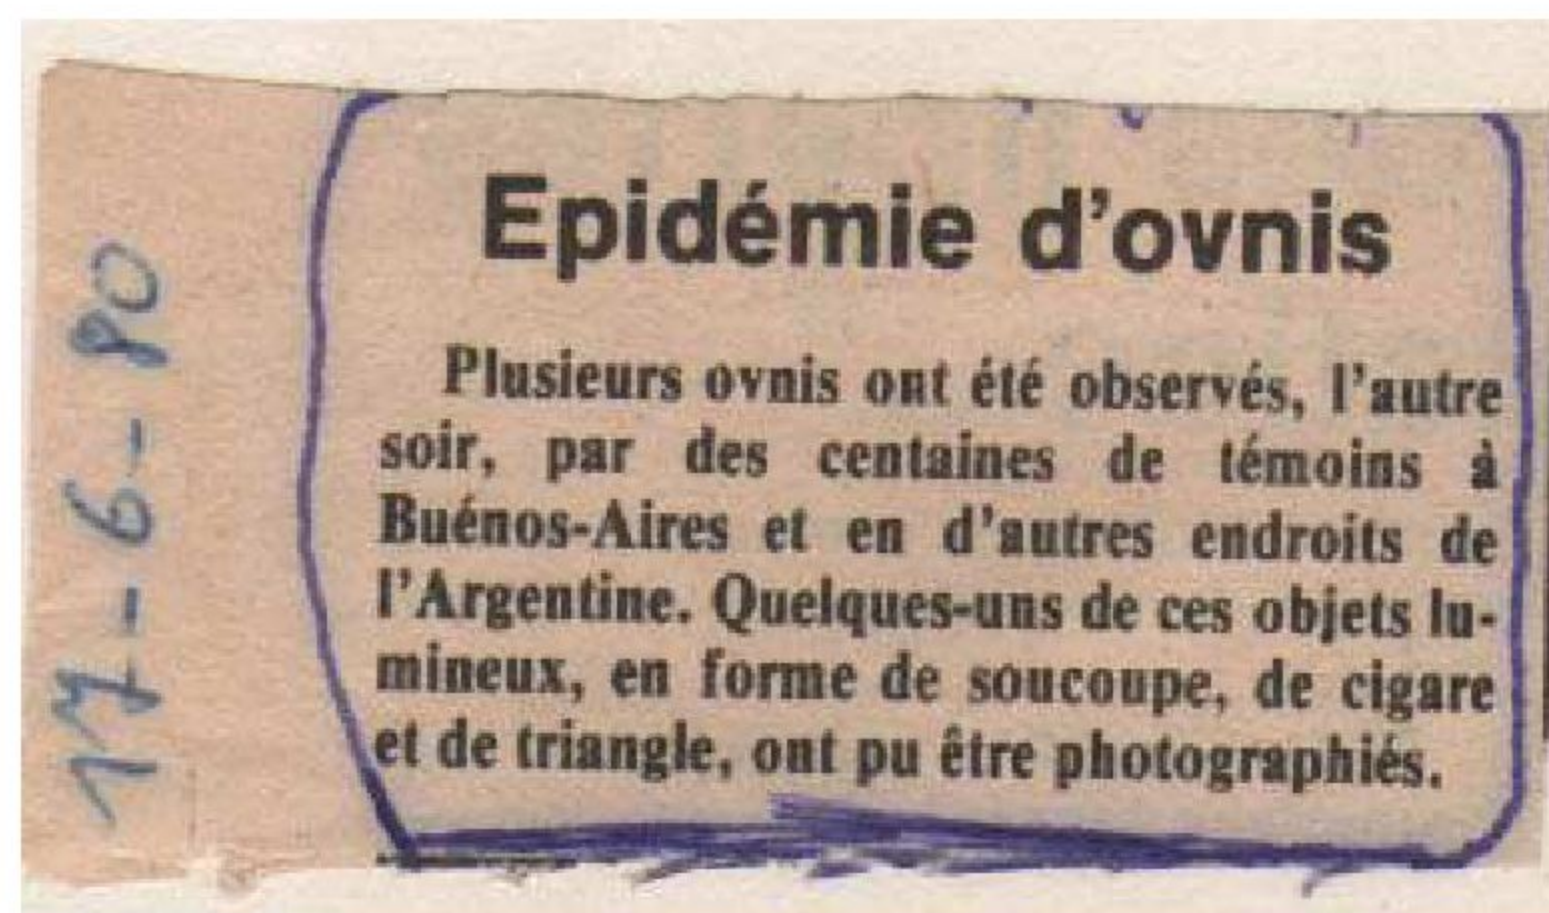 17-6-80
Epidémie d'ovnis
Plusieurs ovnis ont été observés, l'autre
soir, par des centaines de témoins à
Buénos-Aires et en d'autres endroits de
l'Argentine. Quelques-uns de ces objets lu-
mineux, en forme de soucoupe, de cigare
et de triangle, ont pu être photographiés.